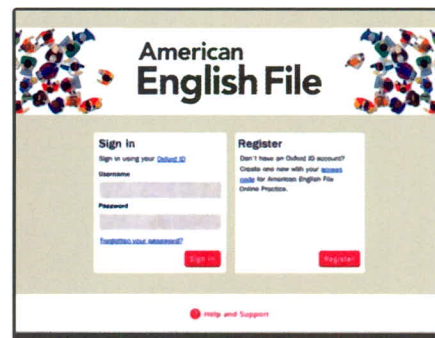 American
English File
Sign in
Sign in using your Oxford ID
Username
Password
Forgotten your password?
Sign in
Register
Don't have an Oxford ID account?
Create one now with your access
code for American English File
Online Practice.
Register
Help and Support